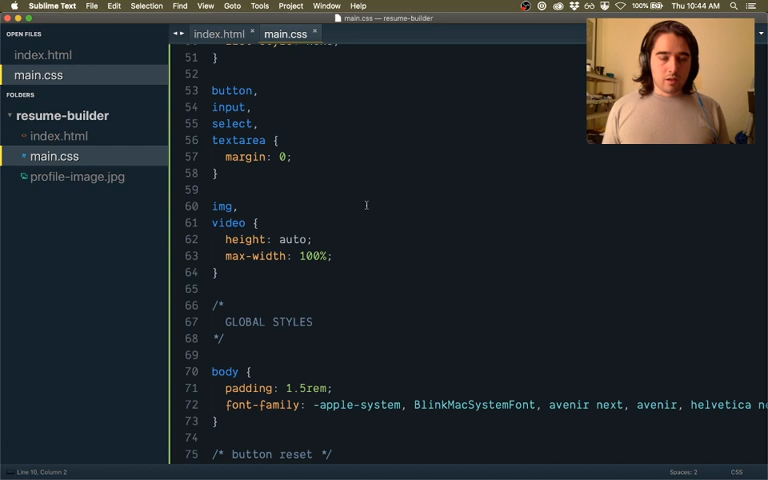 Sublime Text File Edit Selection Find View Goto Tools Project Window Help
100% Thu 10:44 AM
main.css — resume-builder
OPEN FILES
index.html
main.css
FOLDERS
resume-builder
index.html
main.css
profile-image.jpg
index.html × main.css ×
51 }
52
53 button,
54 input,
55 select,
56 textarea {
57 margin: 0;
58 }
59
60 img,
61 video {
62 height: auto;
63 max-width: 100%;
64 }
65
66 /*
67 GLOBAL STYLES
68 */
69
70 body {
71 padding: 1.5rem;
72 font-family: -apple-system, BlinkMacSystemFont, avenir next, avenir, helvetica
73 }
74
75 /* button reset */
Line 10, Column 2
Spaces: 2 CSS